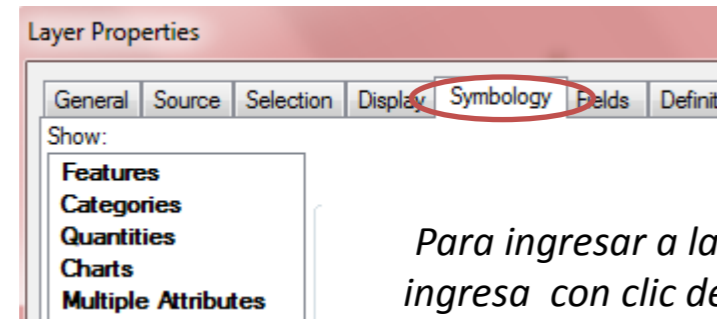 Layer Properties
General Source Selection Display Symbology Fields Definit
Show:
Features
Categories
Quantities
Charts
Multiple Attributes
Para ingresar a la
ingresa con clic de